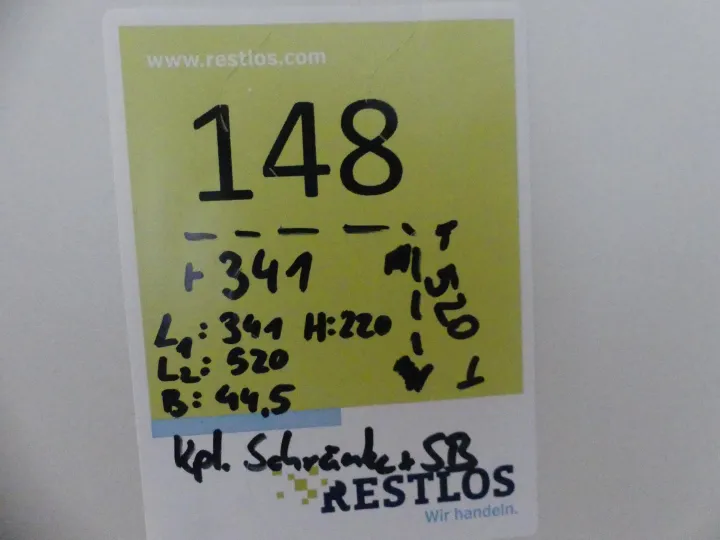 www.restlos.com
148
341
520
L1: 341 H: 220
L2: 520
B: 44,5
Kpl. Schränke + SB
RESTLOS
Wir handeln.